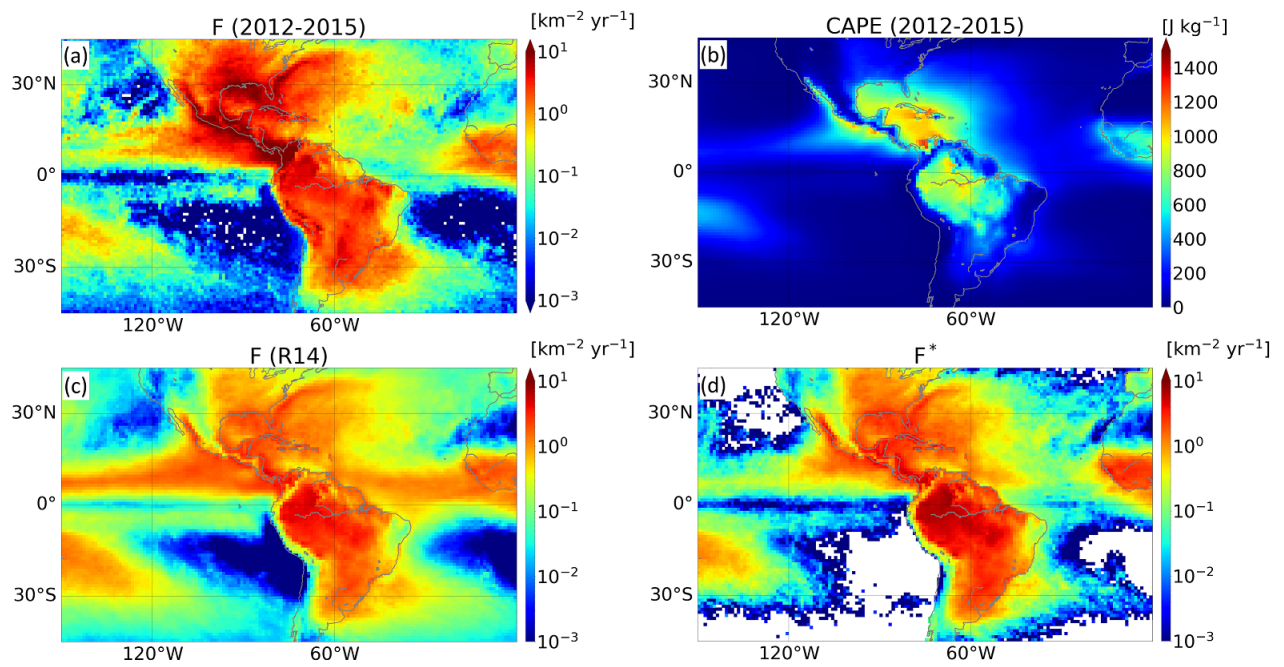 F (2012-2015)
[km⁻² yr⁻¹]
(a)
30°N
0°
30°S
120°W
60°W
10¹
10⁰
10⁻¹
10⁻²
10⁻³
CAPE (2012-2015)
[J kg⁻¹]
(b)
30°N
0°
30°S
120°W
60°W
1400
1200
1000
800
600
400
200
0
F (R14)
[km⁻² yr⁻¹]
(c)
30°N
0°
30°S
120°W
60°W
10¹
10⁰
10⁻¹
10⁻²
10⁻³
F*
[km⁻² yr⁻¹]
(d)
30°N
0°
30°S
120°W
60°W
10¹
10⁰
10⁻¹
10⁻²
10⁻³